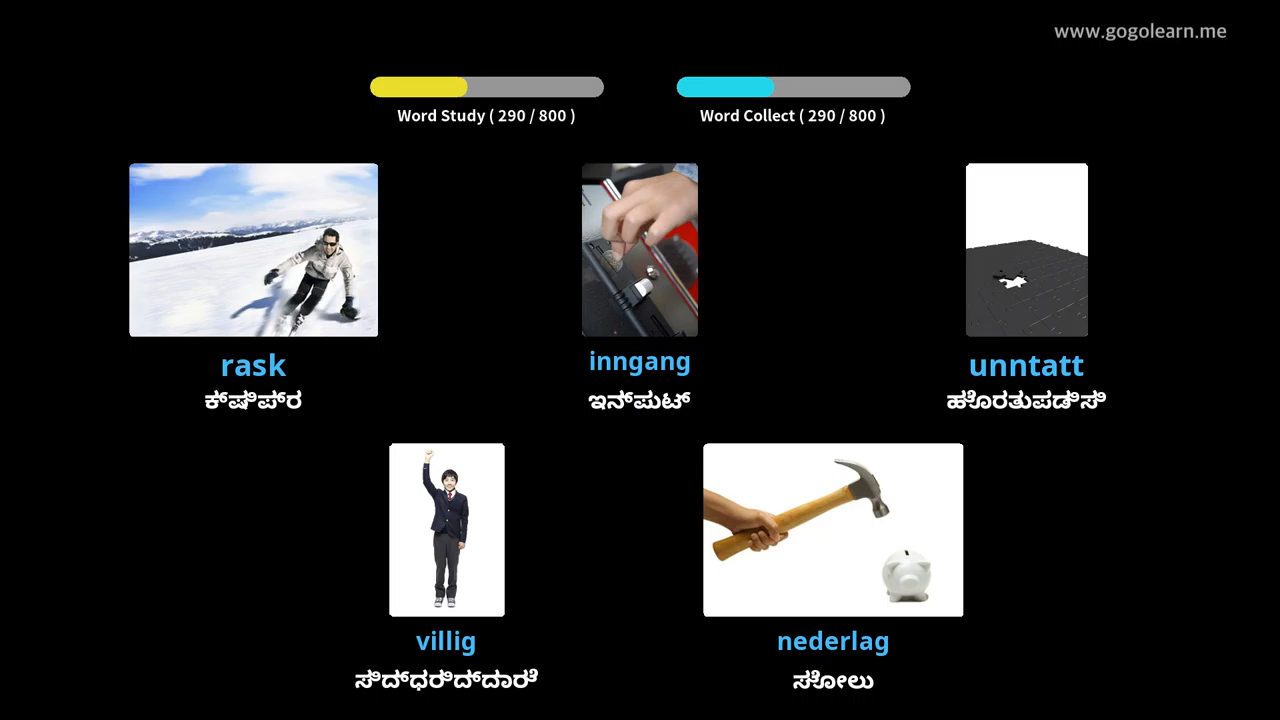 www.gogolearn.me
Word Study ( 290 / 800 )
Word Collect ( 290 / 800 )
rask
ಕ್ಷಿಪ್ರ
inngang
ಇನ್ಪುಟ್
unntatt
ಹೊರತುಪಡಿಸಿ
villig
ಸಿದ್ಧರಿದ್ದಾರೆ
nederlag
ಸೋಲು